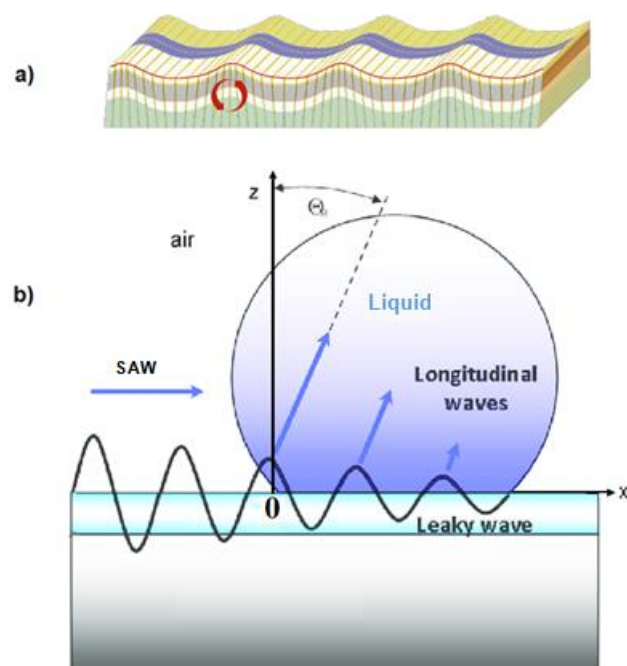 a)
z
Θ
air
b)
Liquid
SAW
Longitudinal
waves
x
0
Leaky wave